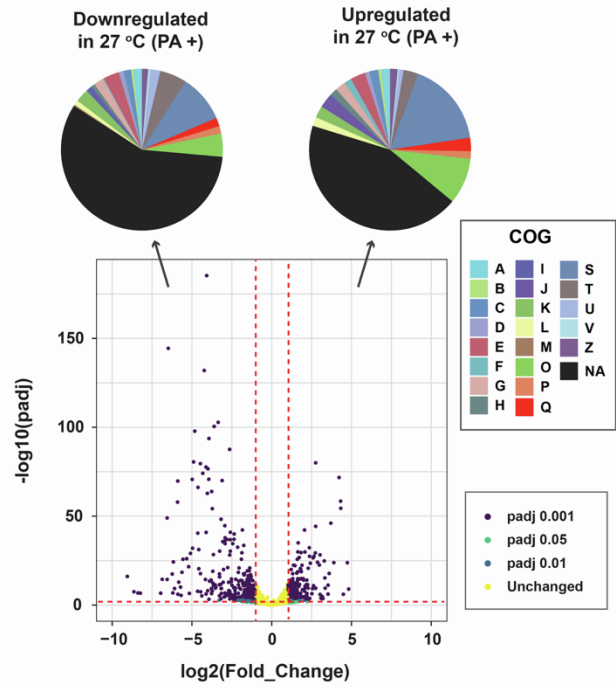 Downregulated
in 27 °C (PA +)
Upregulated
in 27 °C (PA +)
COG
A
B
C
D
E
F
G
H
I
J
K
L
M
O
P
Q
S
T
U
V
Z
NA
150
100
50
0
-log10(padj)
−10
−5
0
5
10
log2(Fold_Change)
padj 0.001
padj 0.05
padj 0.01
Unchanged